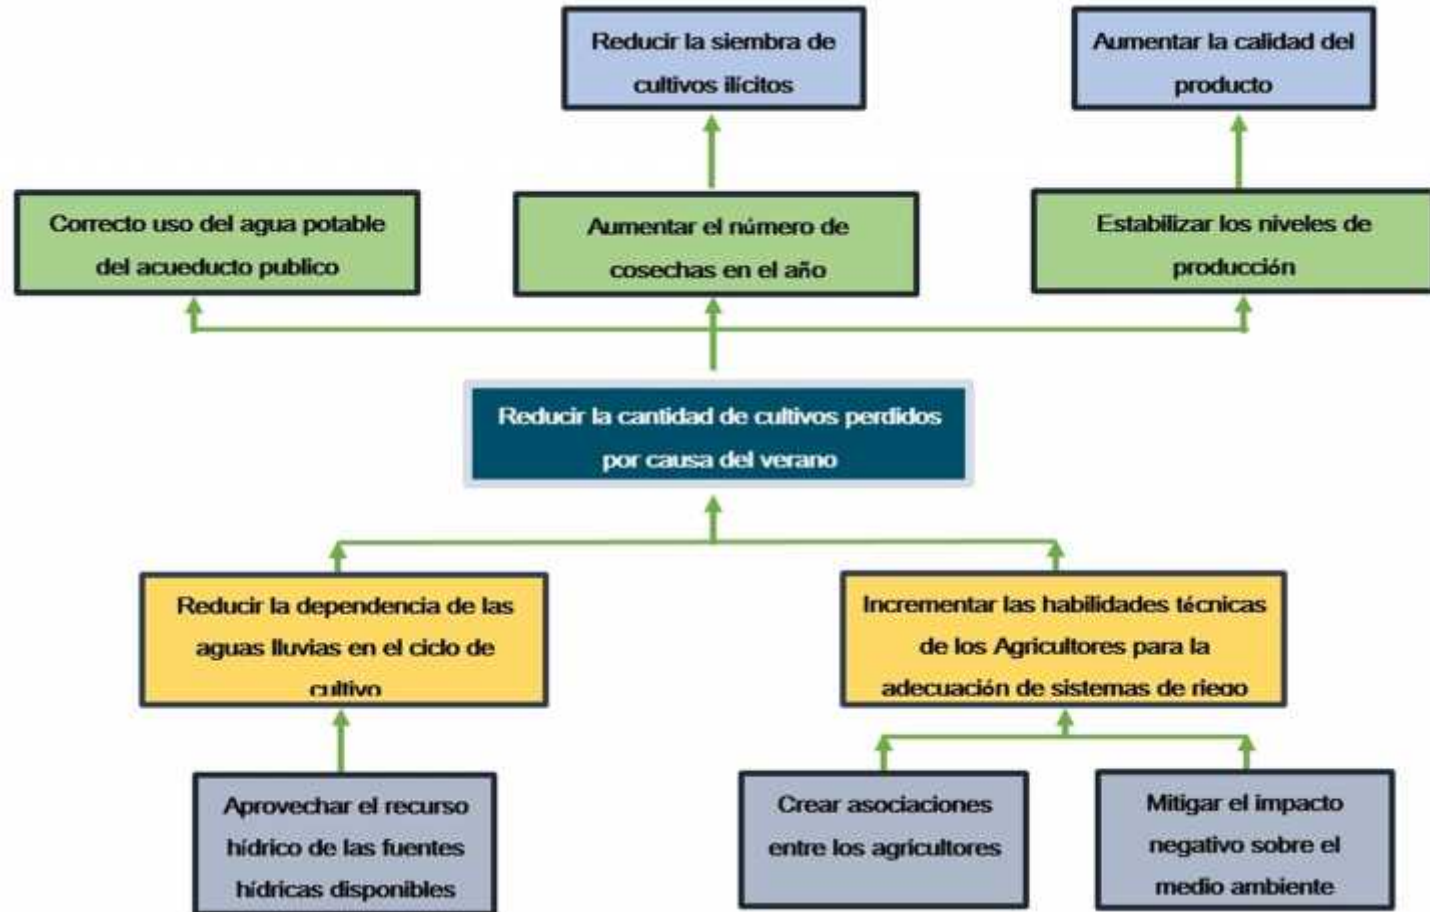 Reducir la siembra de
cultivos ilícitos
Aumentar la calidad del
producto
Correcto uso del agua potable
del acueducto publico
Aumentar el número de
cosechas en el año
Estabilizar los niveles de
producción
Reducir la cantidad de cultivos perdidos
por causa del verano
Reducir la dependencia de las
aguas lluvias en el ciclo de
cultivo
Incrementar las habilidades técnicas
de los Agricultores para la
adecuación de sistemas de riego
Aprovechar el recurso
hídrico de las fuentes
hídricas disponibles
Crear asociaciones
entre los agricultores
Mitigar el impacto
negativo sobre el
medio ambiente